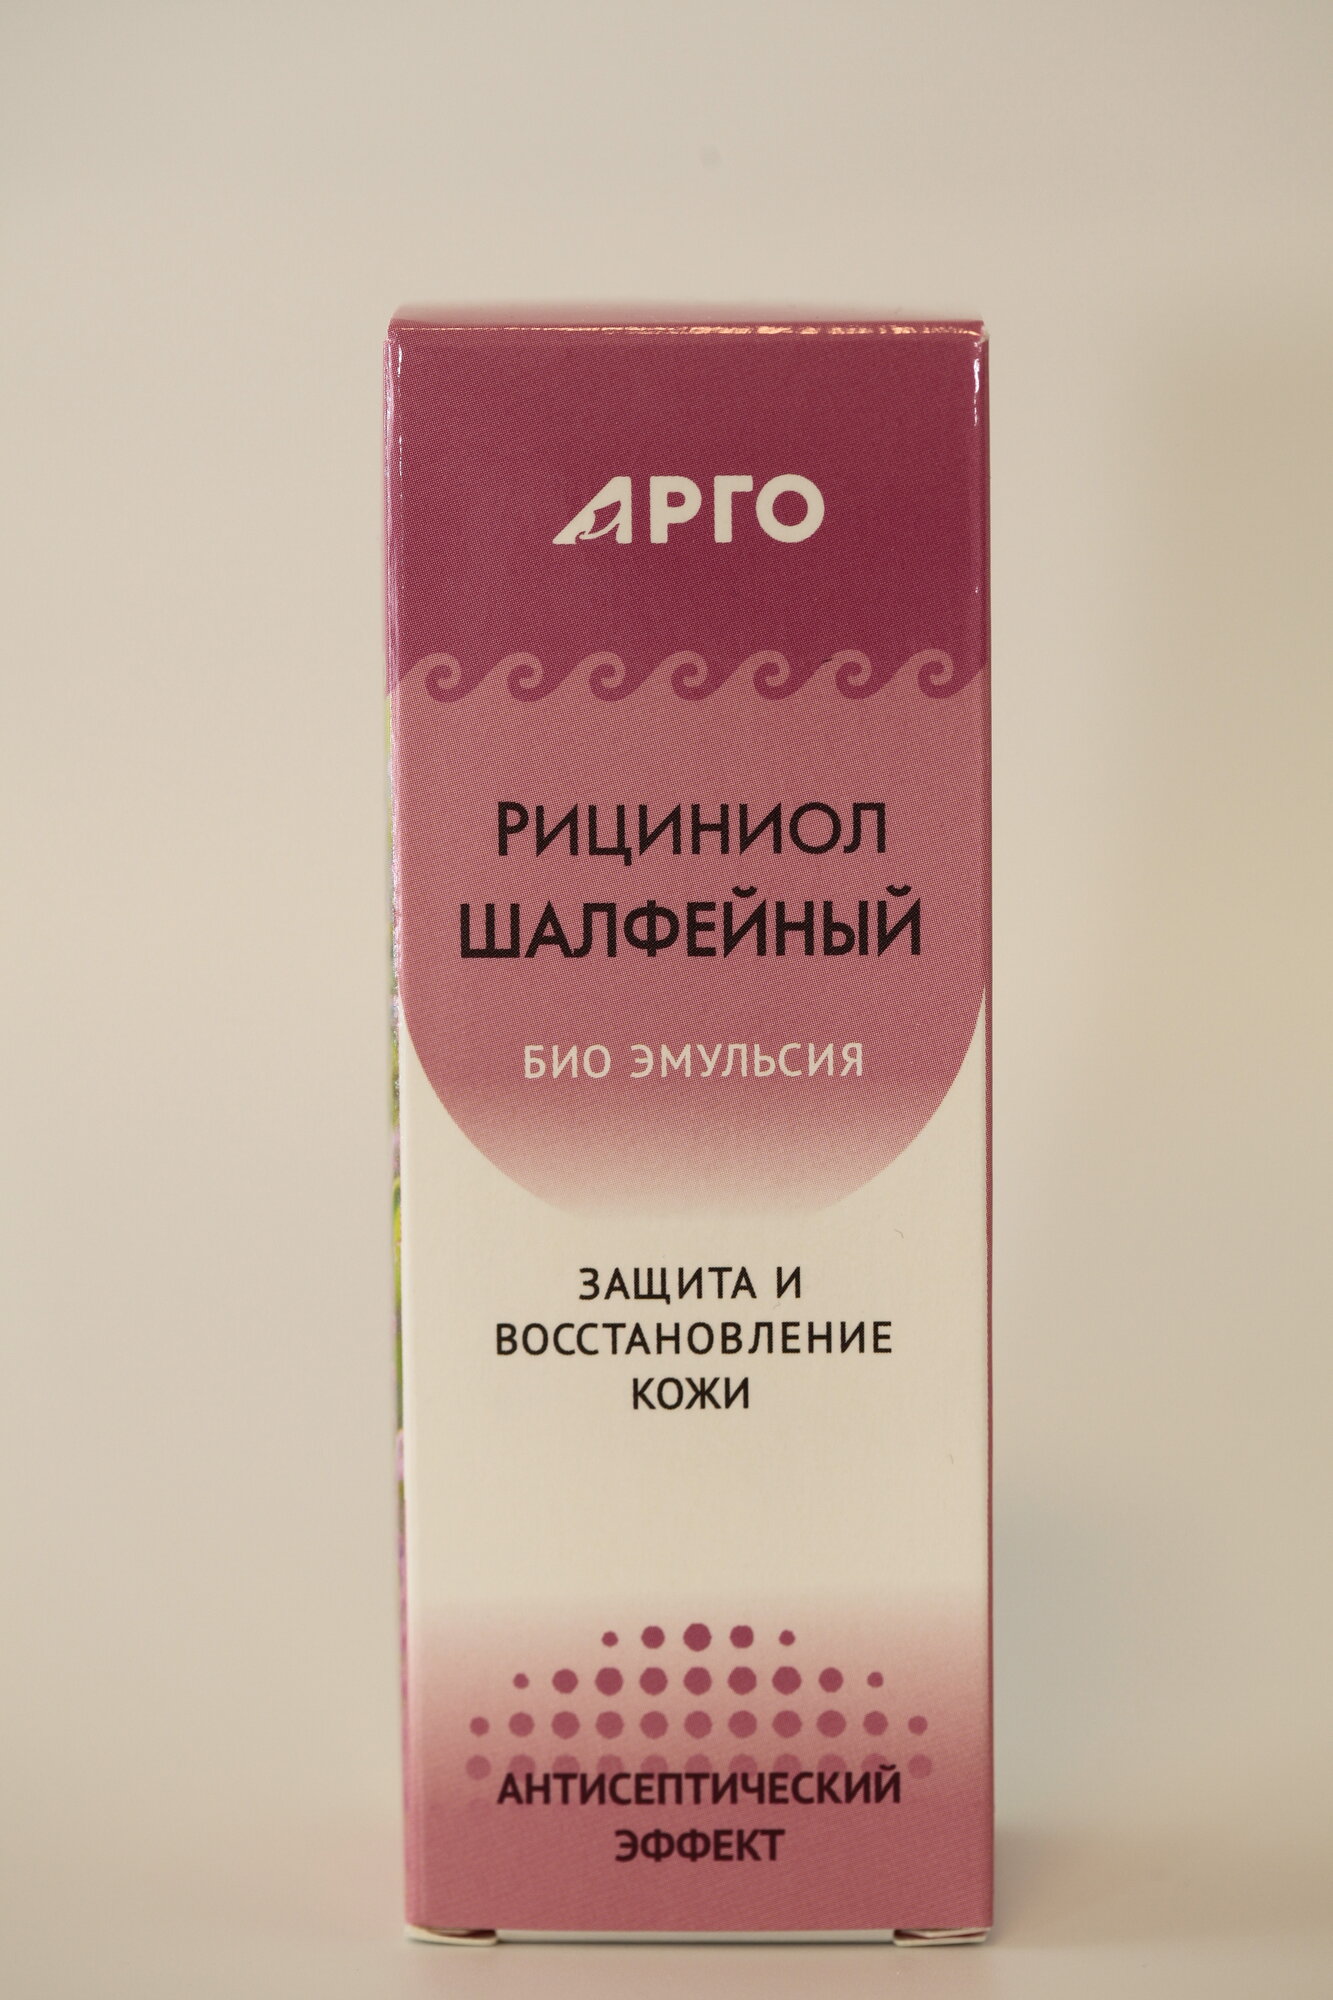 АРГО
РИЦИНИОЛ
ШАЛФЕЙНЫЙ
БИО ЭМУЛЬСИЯ
ЗАЩИТА И
ВОССТАНОВЛЕНИЕ
КОЖИ
АНТИСЕПТИЧЕСКИЙ
ЭФФЕКТ